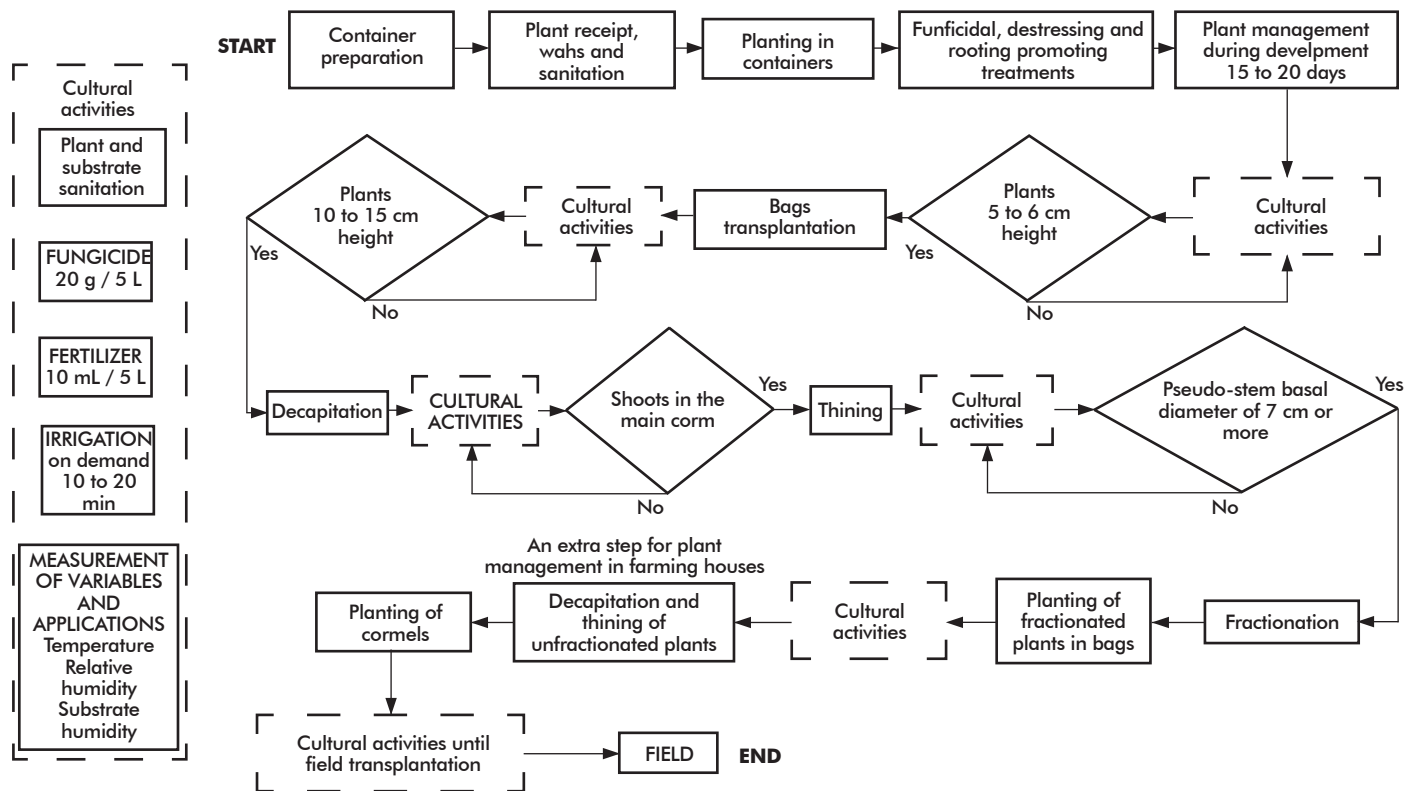 START
Container
preparation
Plant receipt,
wahs and
sanitation
Planting in
containers
Funficidal, destressing and
rooting promoting
treatments
Plant management
during develpment
15 to 20 days
Cultural
activities
Plant and
substrate
sanitation
FUNGICIDE
20 g / 5 L
FERTILIZER
10 mL / 5 L
IRRIGATION
on demand
10 to 20
min
MEASUREMENT
OF VARIABLES
AND
APPLICATIONS
Temperature
Relative
humidity
Substrate
humidity
Cultural
activities
Plants
5 to 6 cm
height
Yes
No
Bags
transplantation
Cultural
activities
Plants
10 to 15 cm
height
Yes
No
Decapitation
CULTURAL
ACTIVITIES
Shoots in the
main corm
Yes
No
Thining
Cultural
activities
Pseudo-stem basal
diameter of 7 cm or
more
Yes
No
Fractionation
Planting of
fractionated
plants in bags
Cultural
activities
An extra step for plant
management in farming houses
Decapitation and
thining of
unfractionated plants
Planting of
cormels
Cultural activities until
field transplantation
FIELD
END